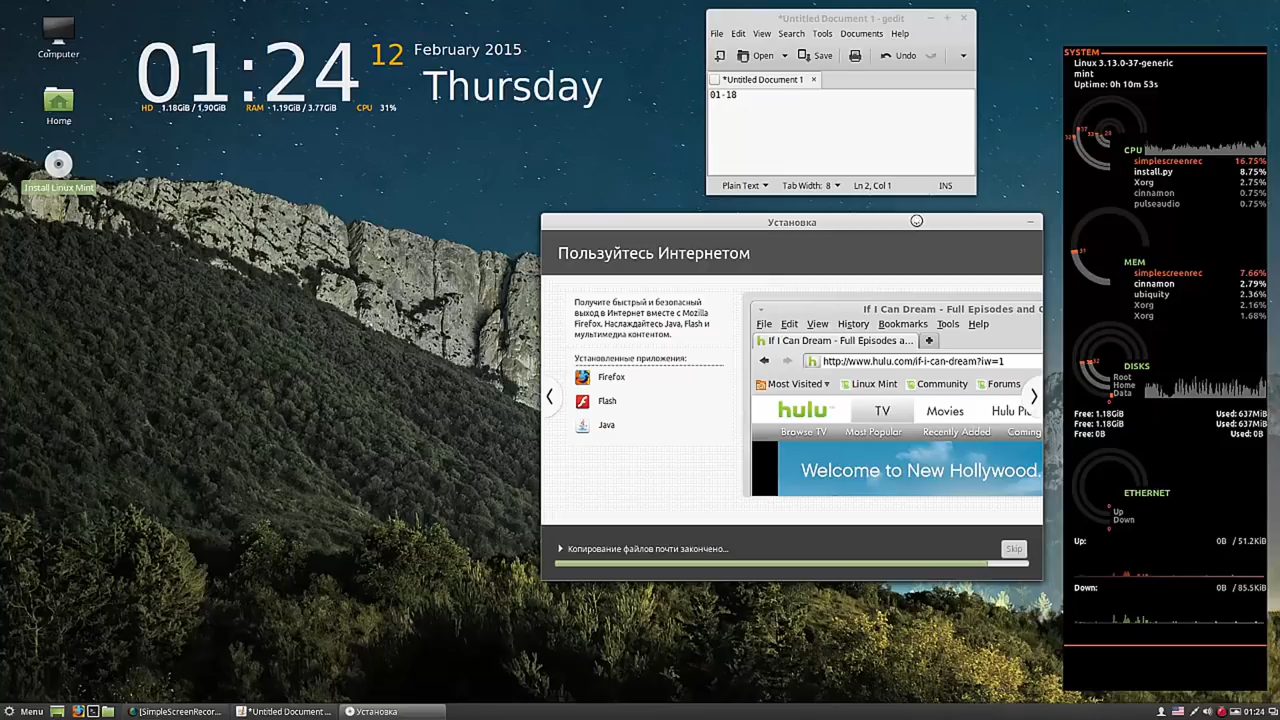 Computer
Home
Install Linux Mint
01:24
12
February 2015
Thursday
HD 1.18GiB / 1,90GiB RAM - 1.19GiB / 3.77GiB CPU 31%
*Untitled Document 1 - gedit
File Edit View Search Tools Documents Help
Open Save Undo
*Untitled Document 1 ×
01-18
Plain Text Tab Width: 8 Ln 2, Col 1 INS
Установка
Пользуйтесь Интернетом
Получите быстрый и безопасный
выход в Интернет вместе с Mozilla
Firefox. Наслаждайтесь Java, Flash и
мультимедиа контентом.
Установленные приложения:
Firefox
Flash
Java
If I Can Dream - Full Episodes and
File Edit View History Bookmarks Tools Help
If I Can Dream - Full Episodes a...
http://www.hulu.com/if-i-can-dream?iw=1
Most Visited Linux Mint Community Forums
hulu TV Movies Hulu
Browse TV Most Popular Recently Added Coming
Welcome to New Hollywood.
Копирование файлов почти закончено...
Skip
SYSTEM
Linux 3.13.0-37-generic
mint
Uptime: 0h 10m 53s
CPU
simplescreenrec 16.75%
install.py 8.75%
Xorg 2.75%
cinnamon 0.75%
pulseaudio 0.75%
MEM
simplescreenrec 7.66%
cinnamon 2.79%
ubiquity 2.36%
Xorg 2.16%
Xorg 1.68%
DISKS
Root
Home
Data
Free: 1.18GiB Used: 637MiB
Free: 1.18GiB Used: 637MiB
Free: 0B Used: 0B
ETHERNET
Up
Down
Up: 0B / 51.2KiB
Down: 0B / 85.5KiB
Menu [SimpleScreenRecor... *Untitled Document ... Установка 01:24